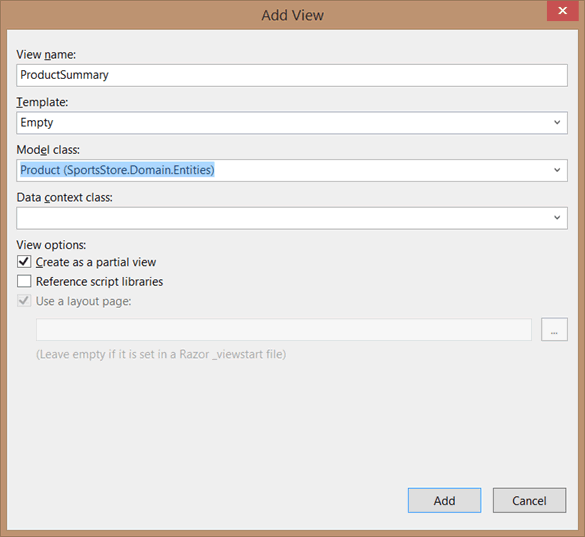 Add View
View name:
ProductSummary
Template:
Empty
Model class:
Product (SportsStore.Domain.Entities)
Data context class:
View options:
Create as a partial view
Reference script libraries
Use a layout page:
...
(Leave empty if it is set in a Razor _viewstart file)
Add Cancel